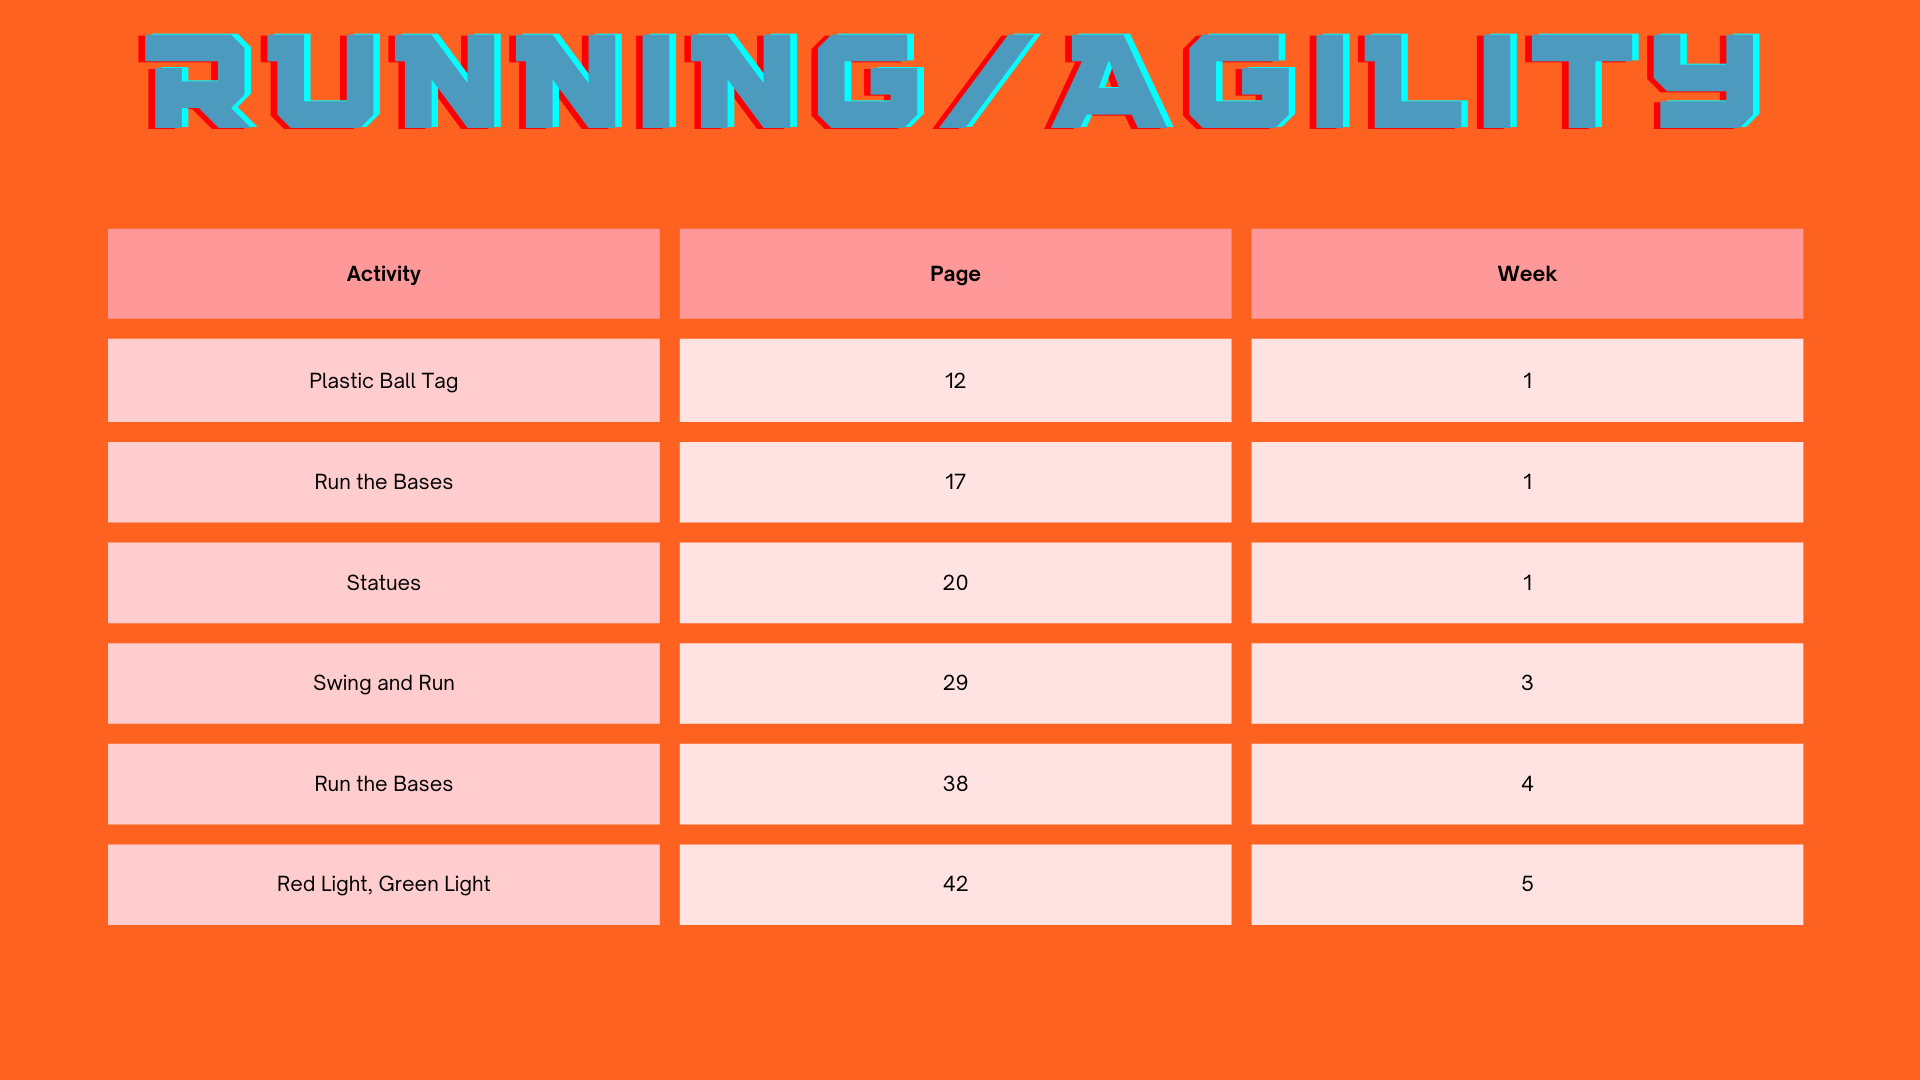 RUNNING/AGILITY
Activity Page Week
Plastic Ball Tag 12 1
Run the Bases 17 1
Statues 20 1
Swing and Run 29 3
Run the Bases 38 4
Red Light, Green Light 42 5